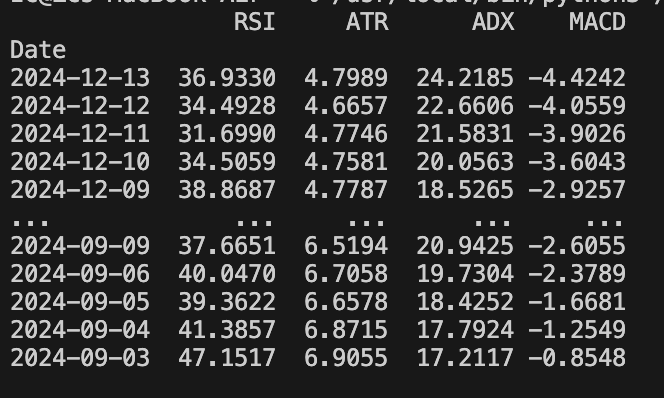 RSI ATR ADX MACD
Date
2024-12-13 36.9330 4.7989 24.2185 -4.4242
2024-12-12 34.4928 4.6657 22.6606 -4.0559
2024-12-11 31.6990 4.7746 21.5831 -3.9026
2024-12-10 34.5059 4.7581 20.0563 -3.6043
2024-12-09 38.8687 4.7787 18.5265 -2.9257
... ... ... ... ...
2024-09-09 37.6651 6.5194 20.9425 -2.6055
2024-09-06 40.0470 6.7058 19.7304 -2.3789
2024-09-05 39.3622 6.6578 18.4252 -1.6681
2024-09-04 41.3857 6.8715 17.7924 -1.2549
2024-09-03 47.1517 6.9055 17.2117 -0.8548